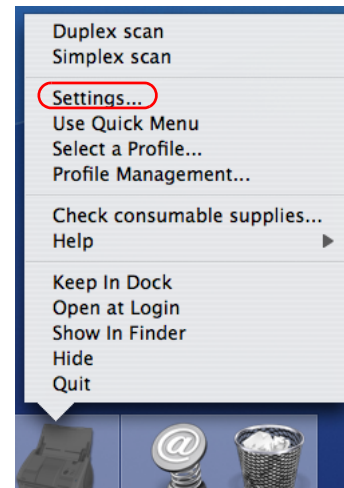 Duplex scan
Simplex scan
Settings...
Use Quick Menu
Select a Profile...
Profile Management...
Check consumable supplies...
Help
Keep In Dock
Open at Login
Show In Finder
Hide
Quit
@